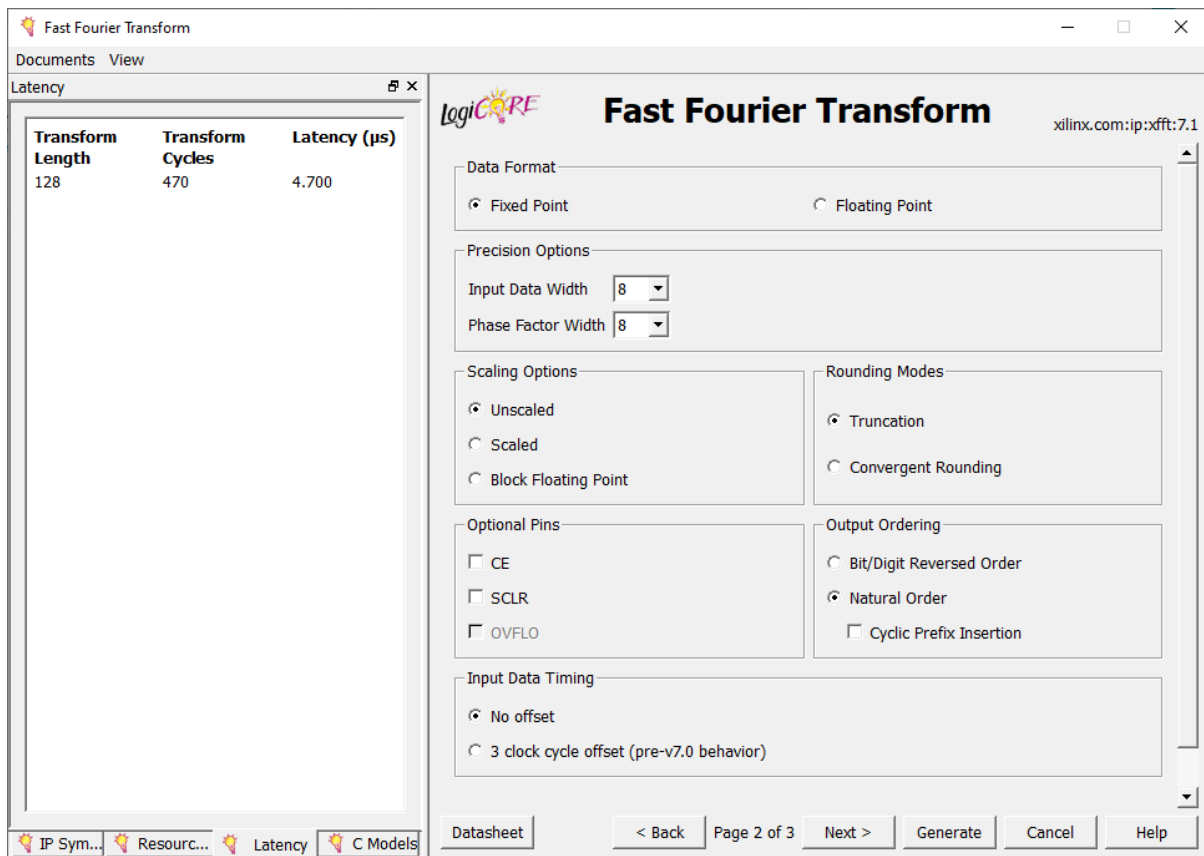 Fast Fourier Transform
Documents View
Latency
Transform Length Transform Cycles Latency (µs)
128 470 4.700
IP Sym... Resourc... Latency C Models
LogiCORE
Fast Fourier Transform
xilinx.com:ip:xfft:7.1
Data Format
Fixed Point Floating Point
Precision Options
Input Data Width 8
Phase Factor Width 8
Scaling Options
Unscaled
Scaled
Block Floating Point
Rounding Modes
Truncation
Convergent Rounding
Optional Pins
CE
SCLR
OVFLO
Output Ordering
Bit/Digit Reversed Order
Natural Order
Cyclic Prefix Insertion
Input Data Timing
No offset
3 clock cycle offset (pre-v7.0 behavior)
Datasheet < Back Page 2 of 3 Next > Generate Cancel Help